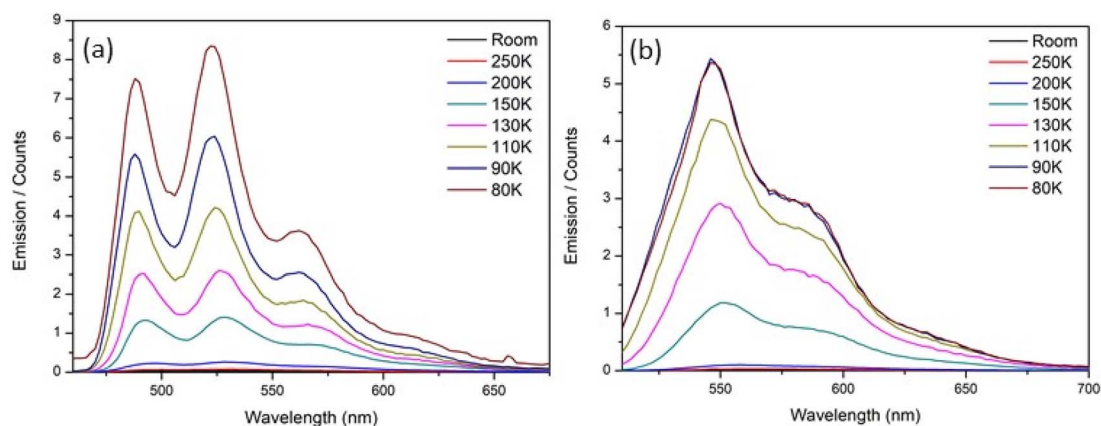 (a)
9
8
7
6
5
4
3
2
1
0
Emission / Counts
Room
250K
200K
150K
130K
110K
90K
80K
500 550 600 650
Wavelength (nm)
(b)
6
5
4
3
2
1
0
Emission / Counts
Room
250K
200K
150K
130K
110K
90K
80K
550 600 650 700
Wavelength (nm)